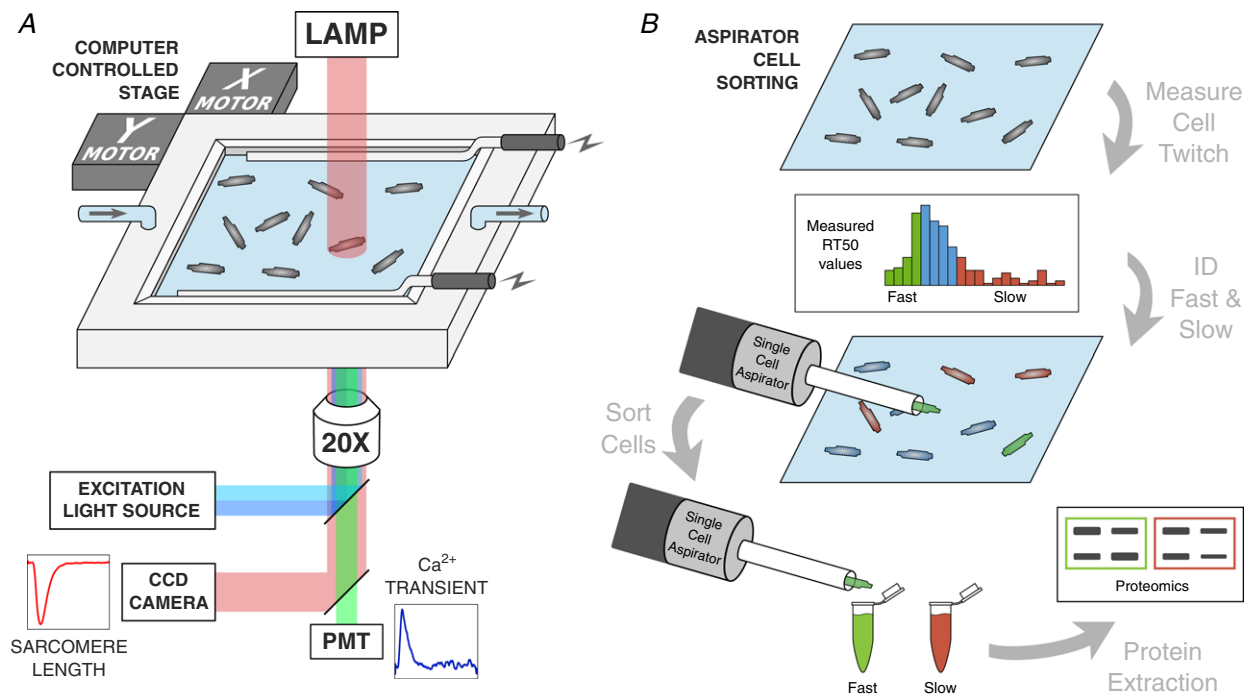 A
COMPUTER
CONTROLLED
STAGE
LAMP
X
MOTOR
Y
MOTOR
20X
EXCITATION
LIGHT SOURCE
CCD
CAMERA
SARCOMERE
LENGTH
Ca²⁺
TRANSIENT
PMT
B
ASPIRATOR
CELL
SORTING
Measure
Cell
Twitch
Measured
RT50
values
Fast
Slow
ID
Fast &
Slow
Single
Cell
Aspirator
Sort
Cells
Single
Cell
Aspirator
Proteomics
Fast
Slow
Protein
Extraction